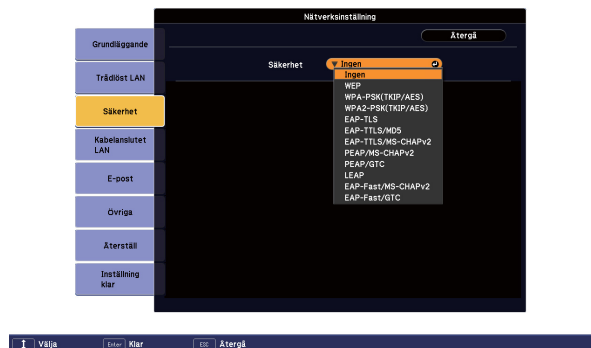 Nätverksinställning
Återgå
Grundläggande
Trådlöst LAN
Säkerhet
Kabelanslutet
LAN
E-post
Övriga
Återställ
Inställning
klar
Säkerhet
Ingen
Ingen
WEP
WPA-PSK(TKIP/AES)
WPA2-PSK(TKIP/AES)
EAP-TLS
EAP-TTLS/MD5
EAP-TTLS/MS-CHAPv2
PEAP/MS-CHAPv2
PEAP/GTC
LEAP
EAP-Fast/MS-CHAPv2
EAP-Fast/GTC
Välja Enter Klar ESC Återgå